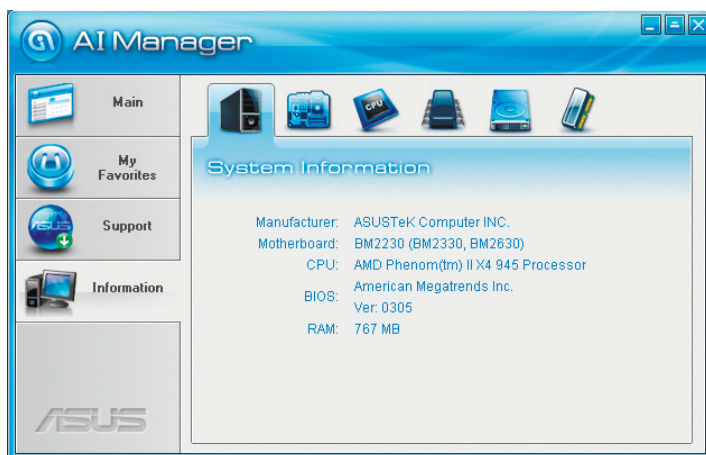 AI Manager
Main
My
Favorites
Support
Information
ASUS
ASUS
CPU
System Information
Manufacturer: ASUSTeK Computer INC.
Motherboard: BM2230 (BM2330, BM2630)
CPU: AMD Phenom(tm) II X4 945 Processor
BIOS: American Megatrends Inc.
Ver: 0305
RAM: 767 MB